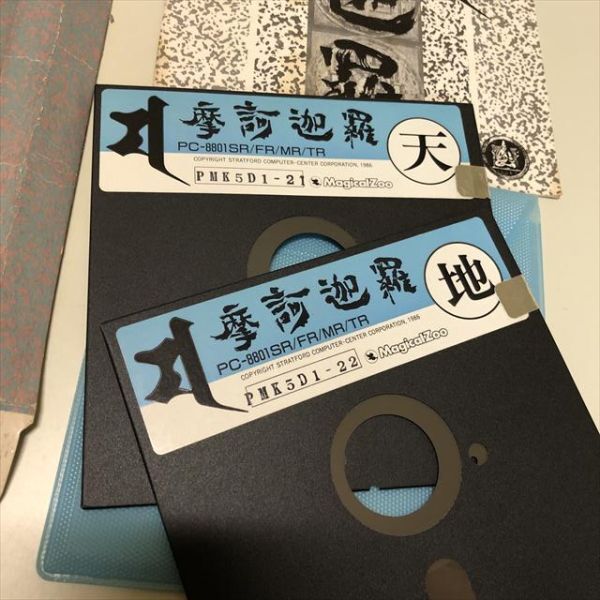 羅
摩訶迦羅
天
PC-8801SR/FR/MR/TR
COPYRIGHT STRATFORD COMPUTER-CENTER CORPORATION, 1986
PMK5D1-21 MagicalZoo
摩訶迦羅
地
PC-8801SR/FR/MR/TR
COPYRIGHT STRATFORD COMPUTER-CENTER CORPORATION, 1986
PMK5D1-22 MagicalZoo